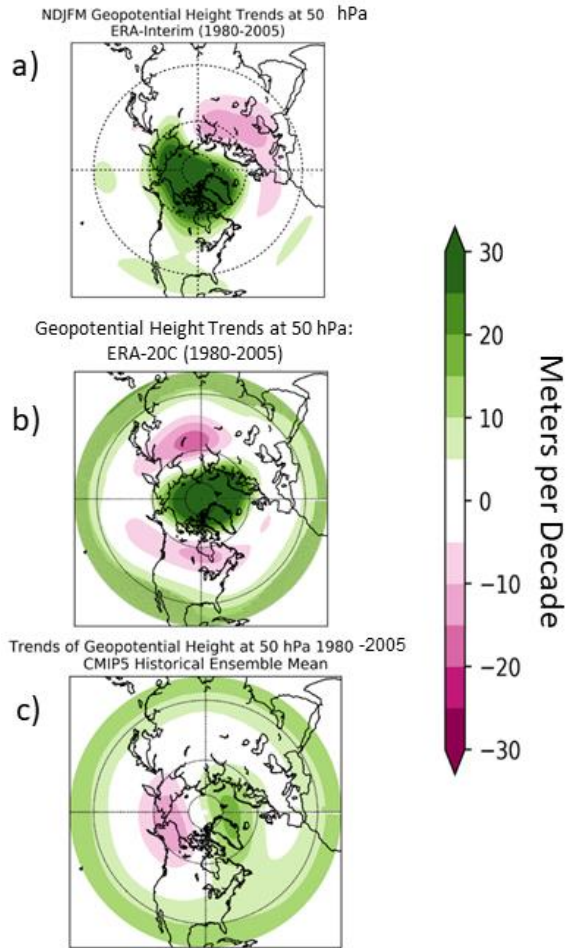 NDJFM Geopotential Height Trends at 50 hPa
ERA-Interim (1980-2005)
a)
Geopotential Height Trends at 50 hPa:
ERA-20C (1980-2005)
b)
Trends of Geopotential Height at 50 hPa 1980 -2005
CMIP5 Historical Ensemble Mean
c)
30
20
10
0
−10
−20
−30
Meters per Decade